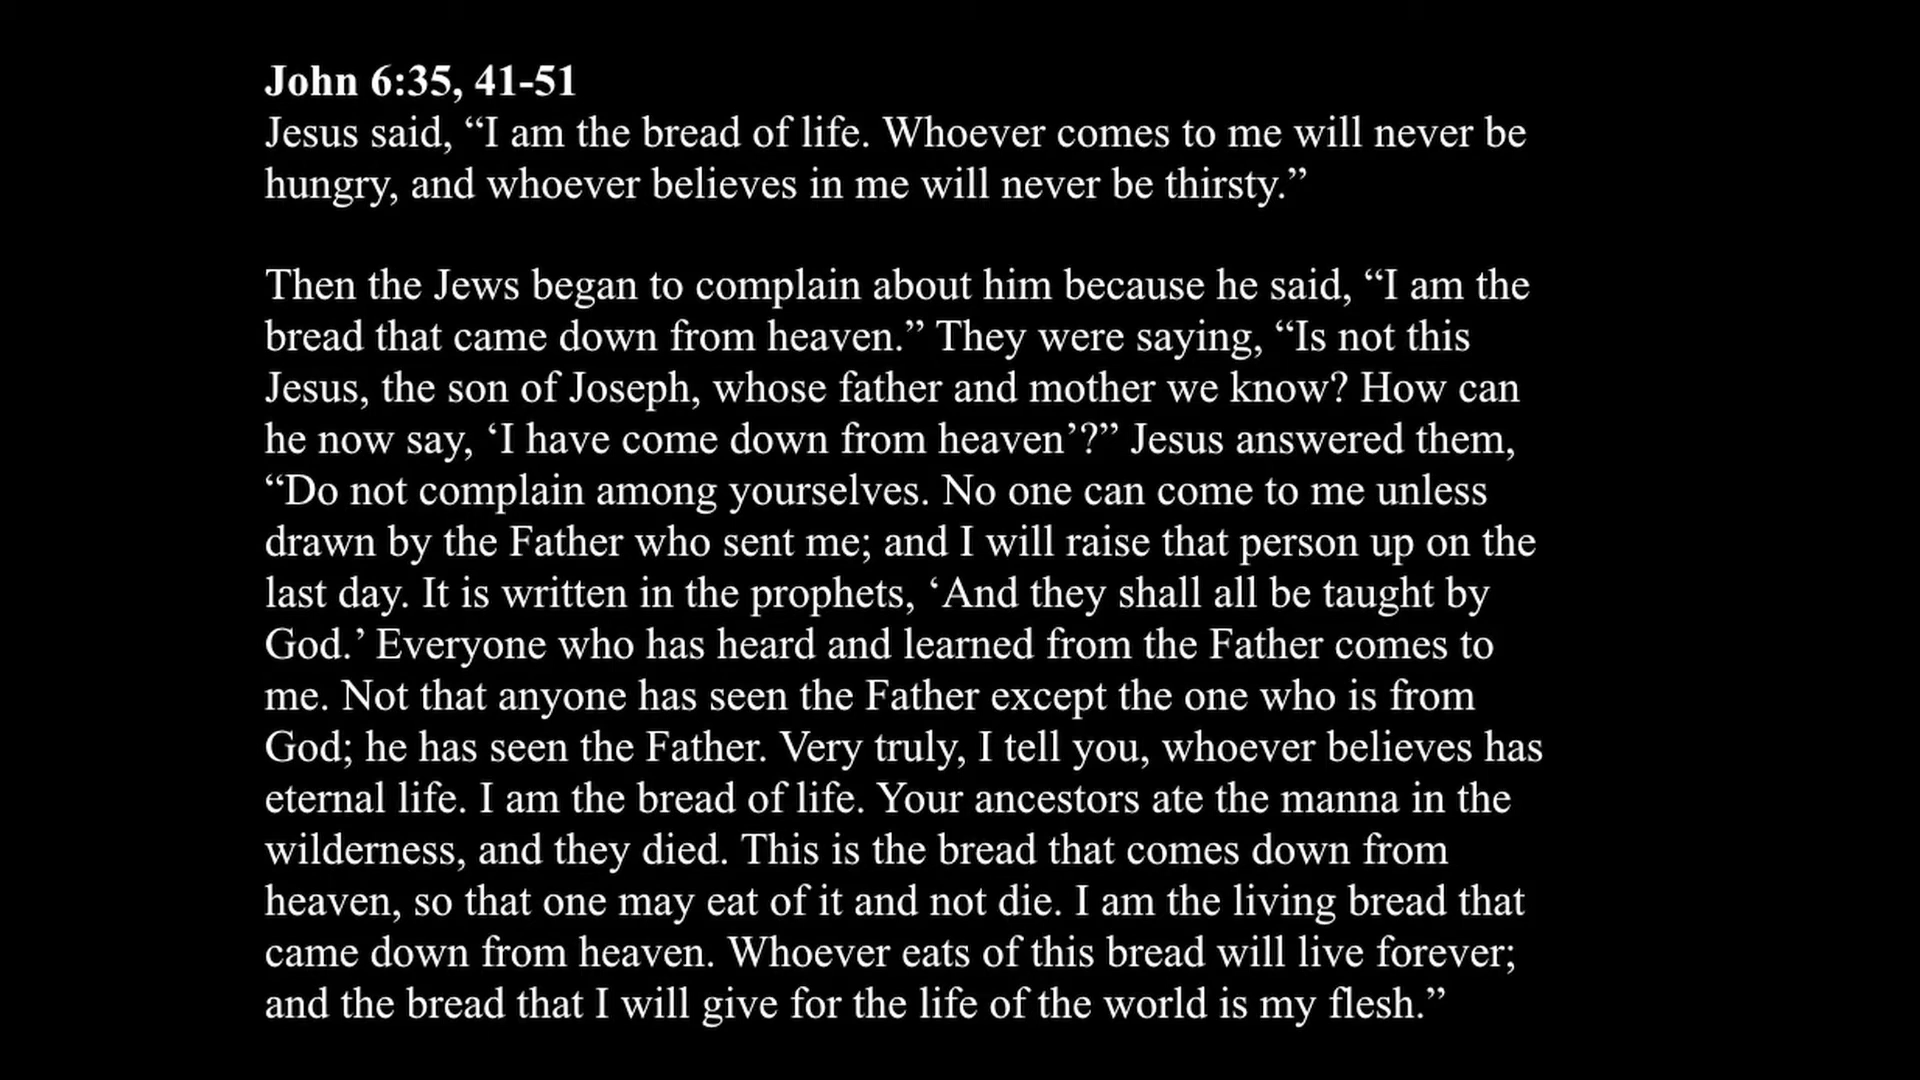 John 6:35, 41-51
Jesus said, “I am the bread of life. Whoever comes to me will never be
hungry, and whoever believes in me will never be thirsty.”
Then the Jews began to complain about him because he said, “I am the
bread that came down from heaven.” They were saying, “Is not this
Jesus, the son of Joseph, whose father and mother we know? How can
he now say, ‘I have come down from heaven’?” Jesus answered them,
“Do not complain among yourselves. No one can come to me unless
drawn by the Father who sent me; and I will raise that person up on the
last day. It is written in the prophets, ‘And they shall all be taught by
God.’ Everyone who has heard and learned from the Father comes to
me. Not that anyone has seen the Father except the one who is from
God; he has seen the Father. Very truly, I tell you, whoever believes has
eternal life. I am the bread of life. Your ancestors ate the manna in the
wilderness, and they died. This is the bread that comes down from
heaven, so that one may eat of it and not die. I am the living bread that
came down from heaven. Whoever eats of this bread will live forever;
and the bread that I will give for the life of the world is my flesh.”